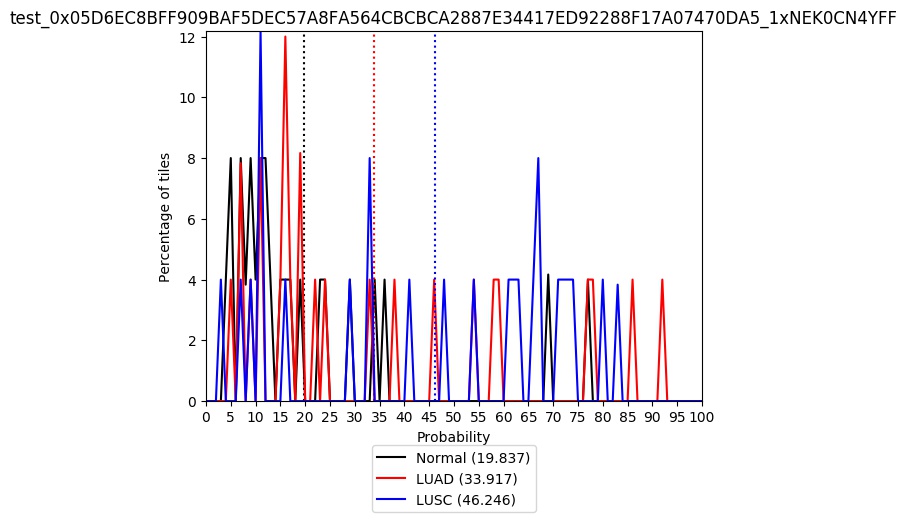 test_0x05D6EC8BFF909BAF5DEC57A8FA564CBCBCA2887E34417ED92288F17A07470DA5_1xNEK0CN4YFF
12
10
8
6
4
2
0
Percentage of tiles
0 5 10 15 20 25 30 35 40 45 50 55 60 65 70 75 80 85 90 95 100
Probability
Normal (19.837)
LUAD (33.917)
LUSC (46.246)